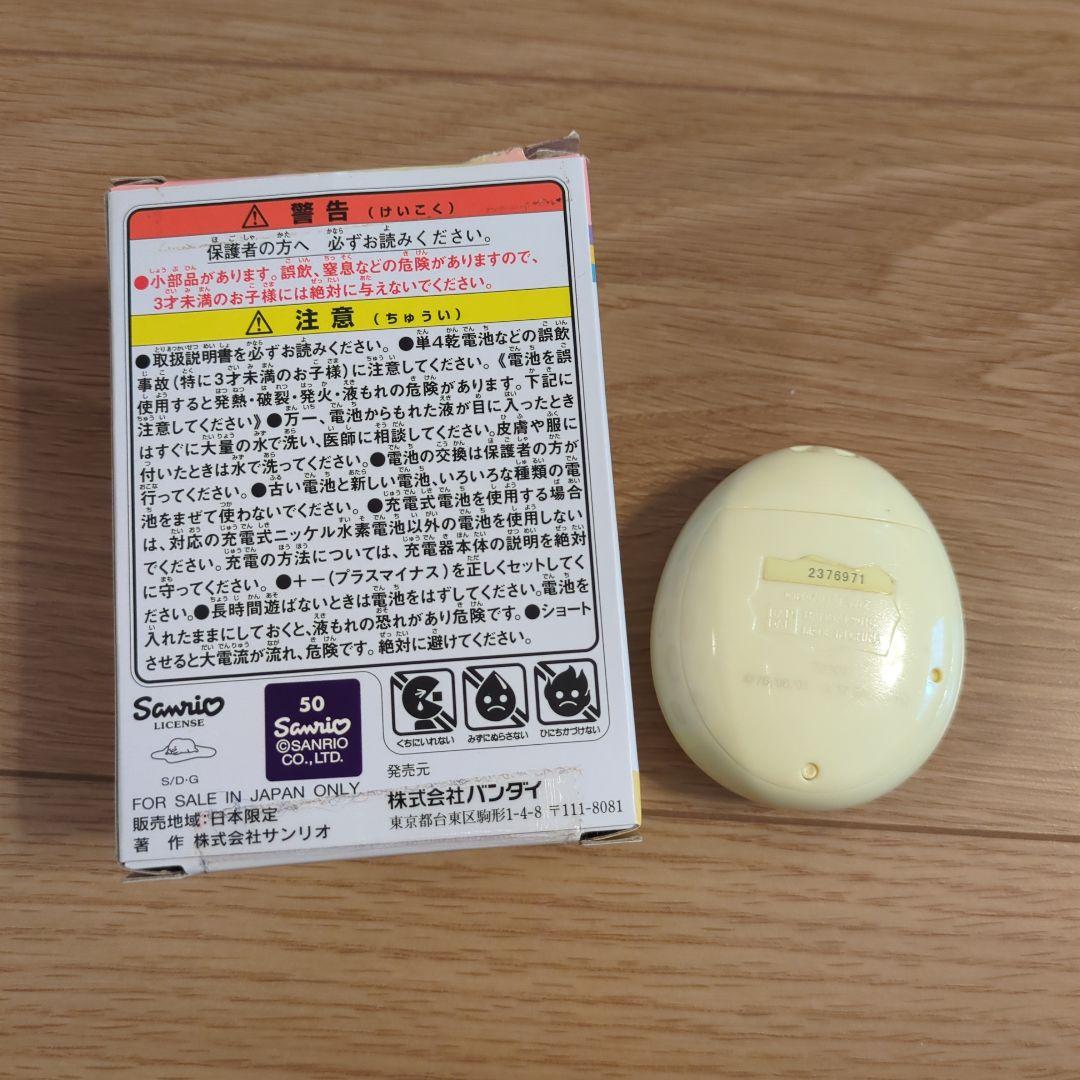 ⚠ 警告 (けいこく)
保護者の方へ 必ずお読みください。
●小部品があります。誤飲、窒息などの危険がありますので、
3才未満のお子様には絶対に与えないでください。
⚠ 注意 (ちゅうい)
●取扱説明書を必ずお読みください。●単4乾電池などの誤飲
事故(特に3才未満のお子様)に注意してください。《電池を誤
使用すると発熱・破裂・発火・液もれの危険があります。下記に
注意してください》●万一、電池からもれた液が目に入ったとき
はすぐに大量の水で洗い、医師に相談してください。皮膚や服に
付いたときは水で洗ってください。●電池の交換は保護者の方が
行ってください。●古い電池と新しい電池、いろいろな種類の電
池をまぜて使わないでください。●充電式電池を使用する場合
は、対応の充電式ニッケル水素電池以外の電池を使用しない
でください。充電の方法については、充電器本体の説明を絶対
に守ってください。●+-(プラスマイナス)を正しくセットしてく
ださい。●長時間遊ばないときは電池をはずしてください。電池を
入れたままにしておくと、液もれの恐れがあり危険です。●ショート
させると大電流が流れ、危険です。絶対に避けてください。
Sanrio
LICENSE
S/D・G
50
Sanrio
©SANRIO
CO.,LTD.
くちにいれない みずにぬらさない ひにちかづけない
FOR SALE IN JAPAN ONLY
販売地域:日本限定
著 作 株式会社サンリオ
発売元
株式会社バンダイ
東京都台東区駒形1-4-8 〒111-8081
2376971